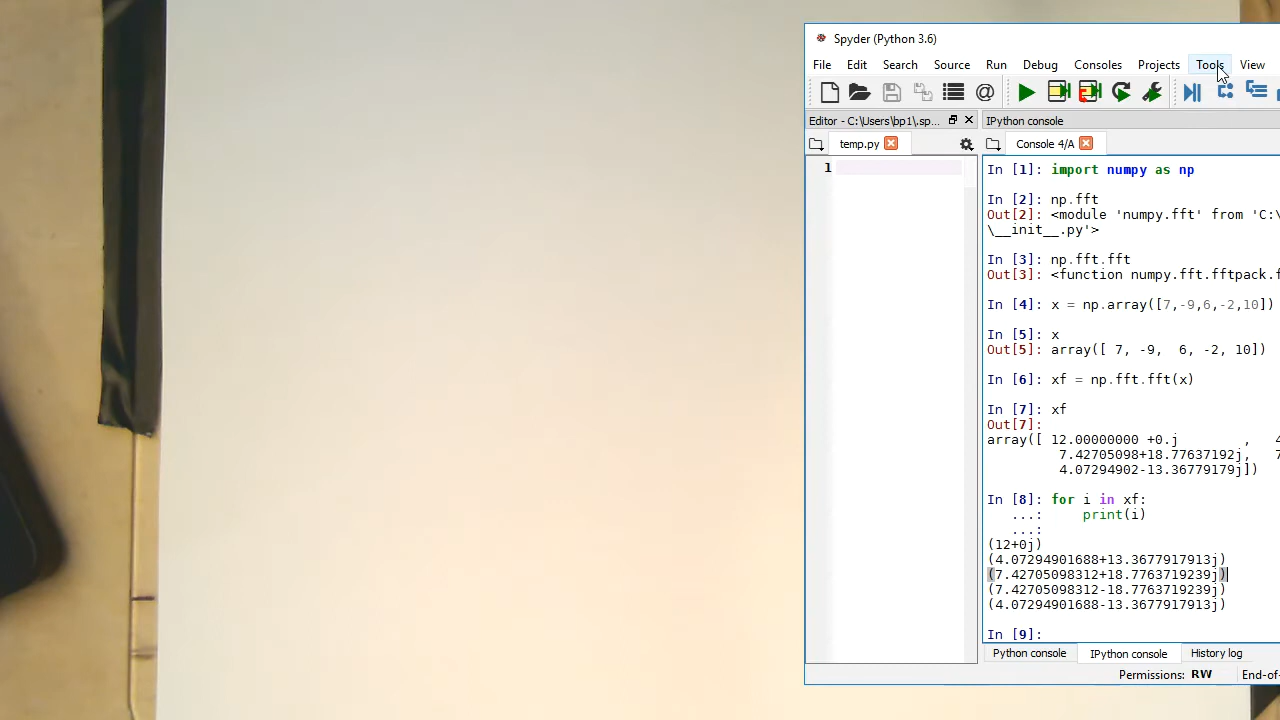 Spyder (Python 3.6)
File Edit Search Source Run Debug Consoles Projects Tools View
Editor - C:\Users\bp1\.sp...
IPython console
temp.py
Console 4/A
1
In [1]: import numpy as np
In [2]: np.fft
Out[2]: <module 'numpy.fft' from 'C:\
\__init__.py'>
In [3]: np.fft.fft
Out[3]: <function numpy.fft.fftpack.f
In [4]: x = np.array([7,-9,6,-2,10])
In [5]: x
Out[5]: array([ 7, -9,  6, -2, 10])
In [6]: xf = np.fft.fft(x)
In [7]: xf
Out[7]:
array([ 12.00000000 +0.j        ,   4
7.42705098+18.77637192j,   7
4.07294902-13.36779179j])
In [8]: for i in xf:
...:     print(i)
...:
(12+0j)
(4.07294901688+13.3677917913j)
(7.42705098312+18.7763719239j)
(7.42705098312-18.7763719239j)
(4.07294901688-13.3677917913j)
In [9]:
Python console IPython console History log
Permissions: RW End-of-